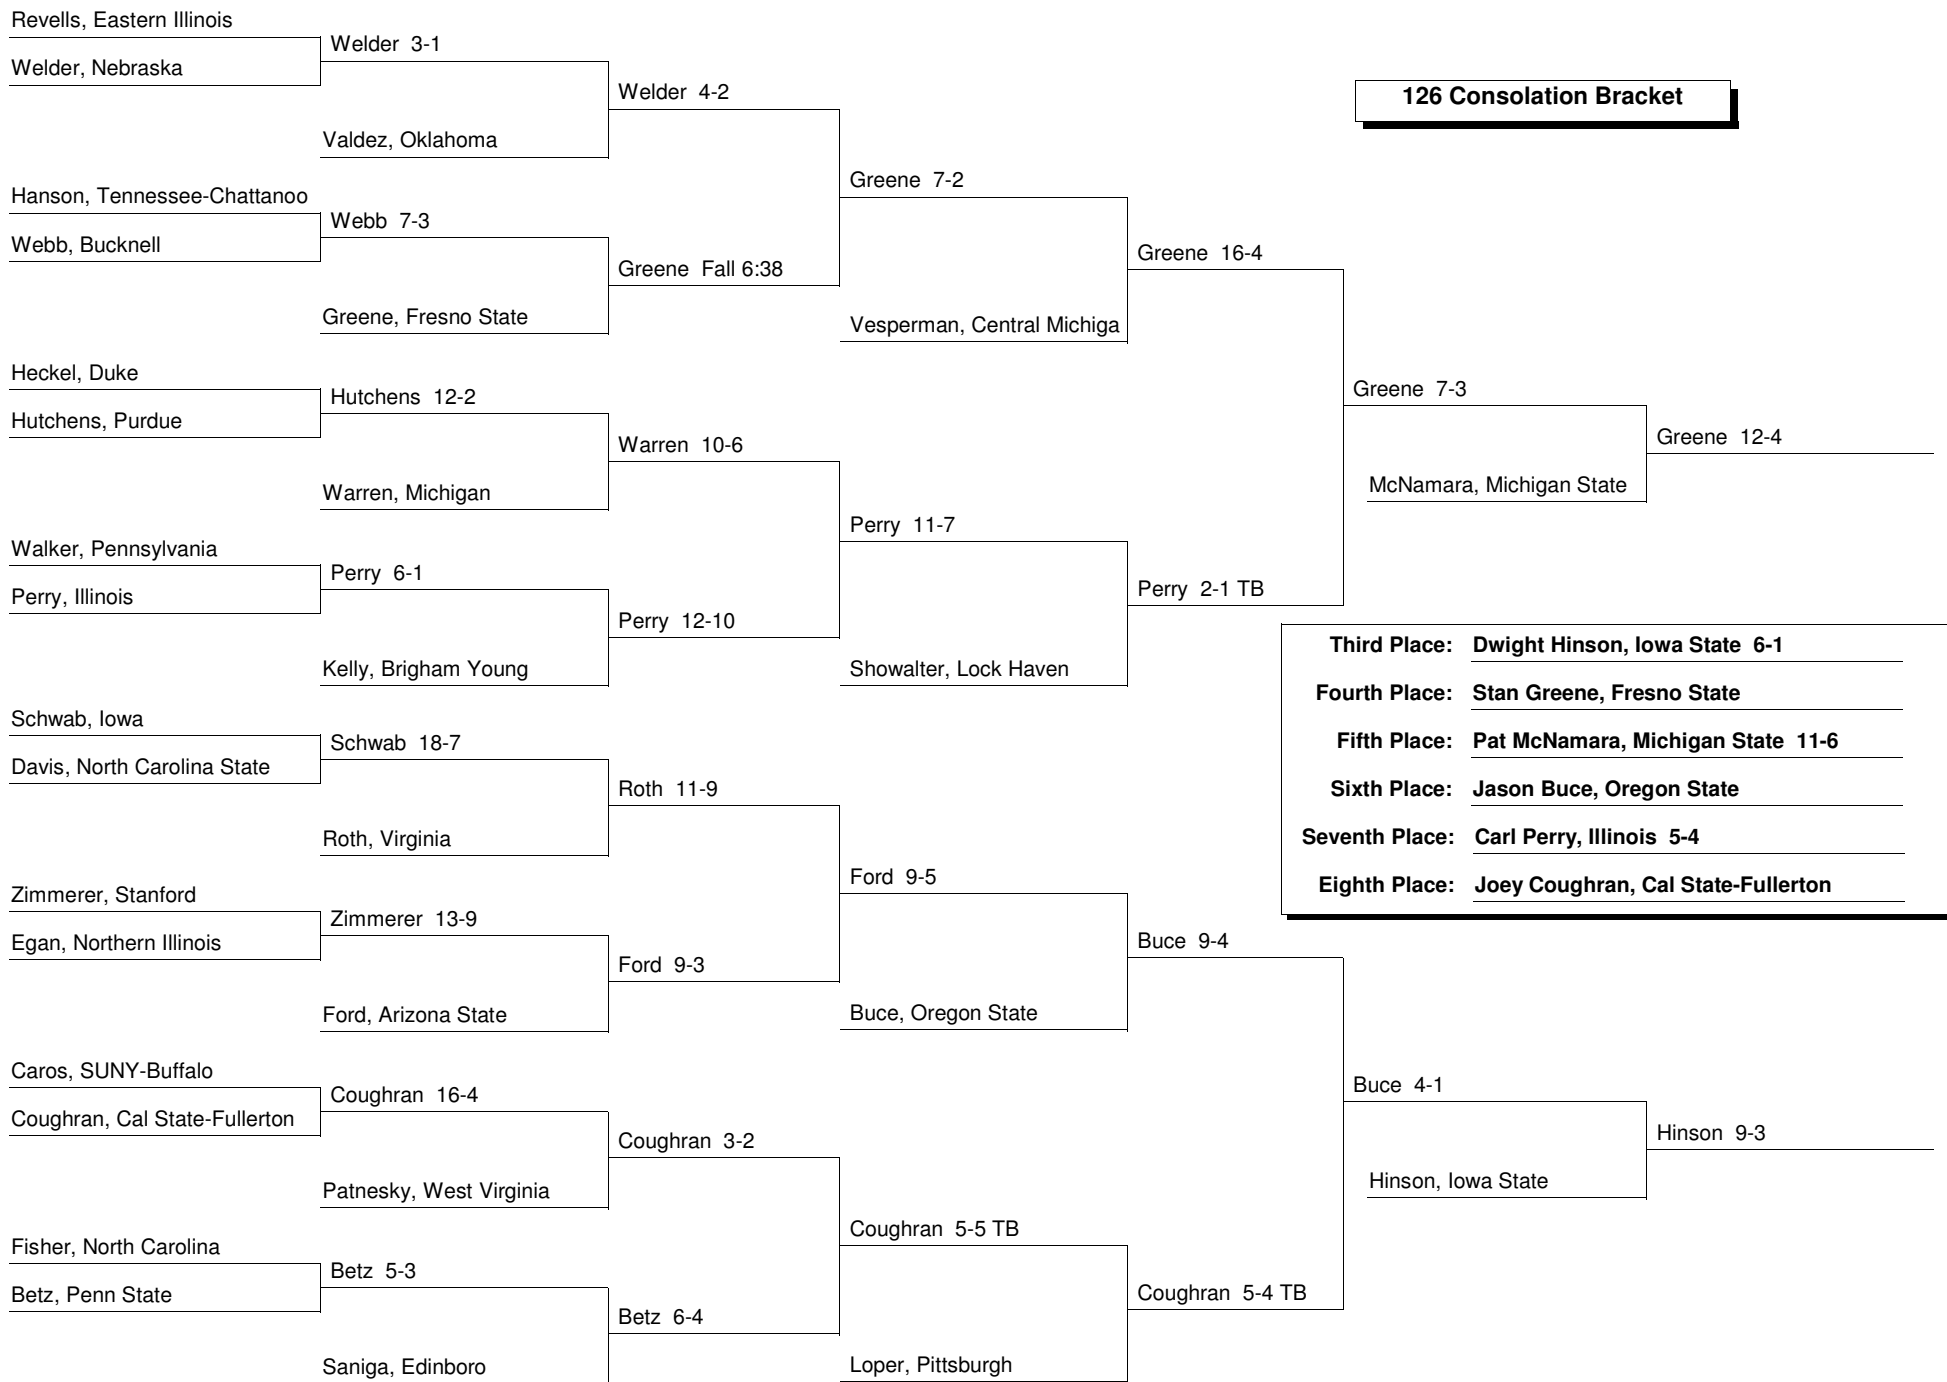 126 Consolation Bracket
Revells, Eastern Illinois
Welder, Nebraska
Hanson, Tennessee-Chattanoo
Webb, Bucknell
Heckel, Duke
Hutchens, Purdue
Walker, Pennsylvania
Perry, Illinois
Schwab, Iowa
Davis, North Carolina State
Zimmerer, Stanford
Egan, Northern Illinois
Caros, SUNY-Buffalo
Coughran, Cal State-Fullerton
Fisher, North Carolina
Betz, Penn State
Welder 3-1
Valdez, Oklahoma
Webb 7-3
Greene, Fresno State
Hutchens 12-2
Warren, Michigan
Perry 6-1
Kelly, Brigham Young
Schwab 18-7
Roth, Virginia
Zimmerer 13-9
Ford, Arizona State
Coughran 16-4
Patnesky, West Virginia
Betz 5-3
Saniga, Edinboro
Welder 4-2
Greene Fall 6:38
Warren 10-6
Perry 12-10
Roth 11-9
Ford 9-3
Coughran 3-2
Betz 6-4
Greene 7-2
Vesperman, Central Michiga
Perry 11-7
Showalter, Lock Haven
Ford 9-5
Buce, Oregon State
Coughran 5-5 TB
Loper, Pittsburgh
Greene 16-4
Perry 2-1 TB
Buce 9-4
Coughran 5-4 TB
Greene 7-3
McNamara, Michigan State
Buce 4-1
Hinson, Iowa State
Greene 12-4
Hinson 9-3
Third Place: Dwight Hinson, Iowa State 6-1
Fourth Place: Stan Greene, Fresno State
Fifth Place: Pat McNamara, Michigan State 11-6
Sixth Place: Jason Buce, Oregon State
Seventh Place: Carl Perry, Illinois 5-4
Eighth Place: Joey Coughran, Cal State-Fullerton